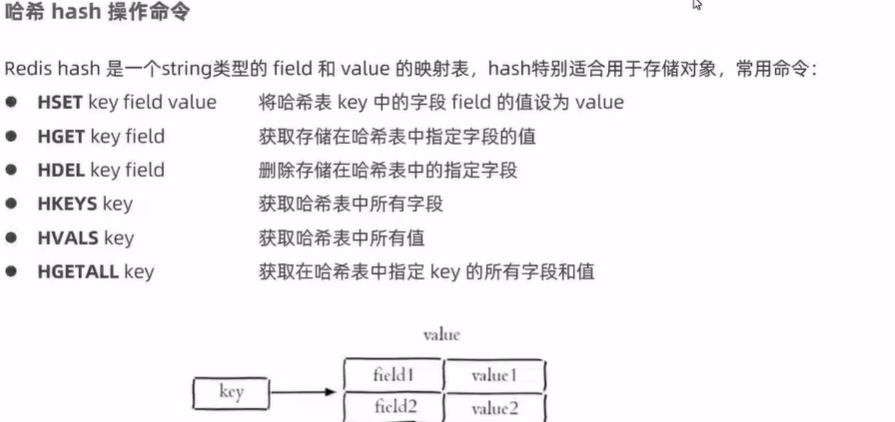 哈希 hash 操作命令
Redis hash 是一个string类型的 field 和 value 的映射表，hash特别适合用于存储对象，常用命令：
● HSET key field value 将哈希表 key 中的字段 field 的值设为 value
● HGET key field 获取存储在哈希表中指定字段的值
● HDEL key field 删除存储在哈希表中的指定字段
● HKEYS key 获取哈希表中所有字段
● HVALS key 获取哈希表中所有值
● HGETALL key 获取在哈希表中指定 key 的所有字段和值
value
key
field1 value1
field2 value2